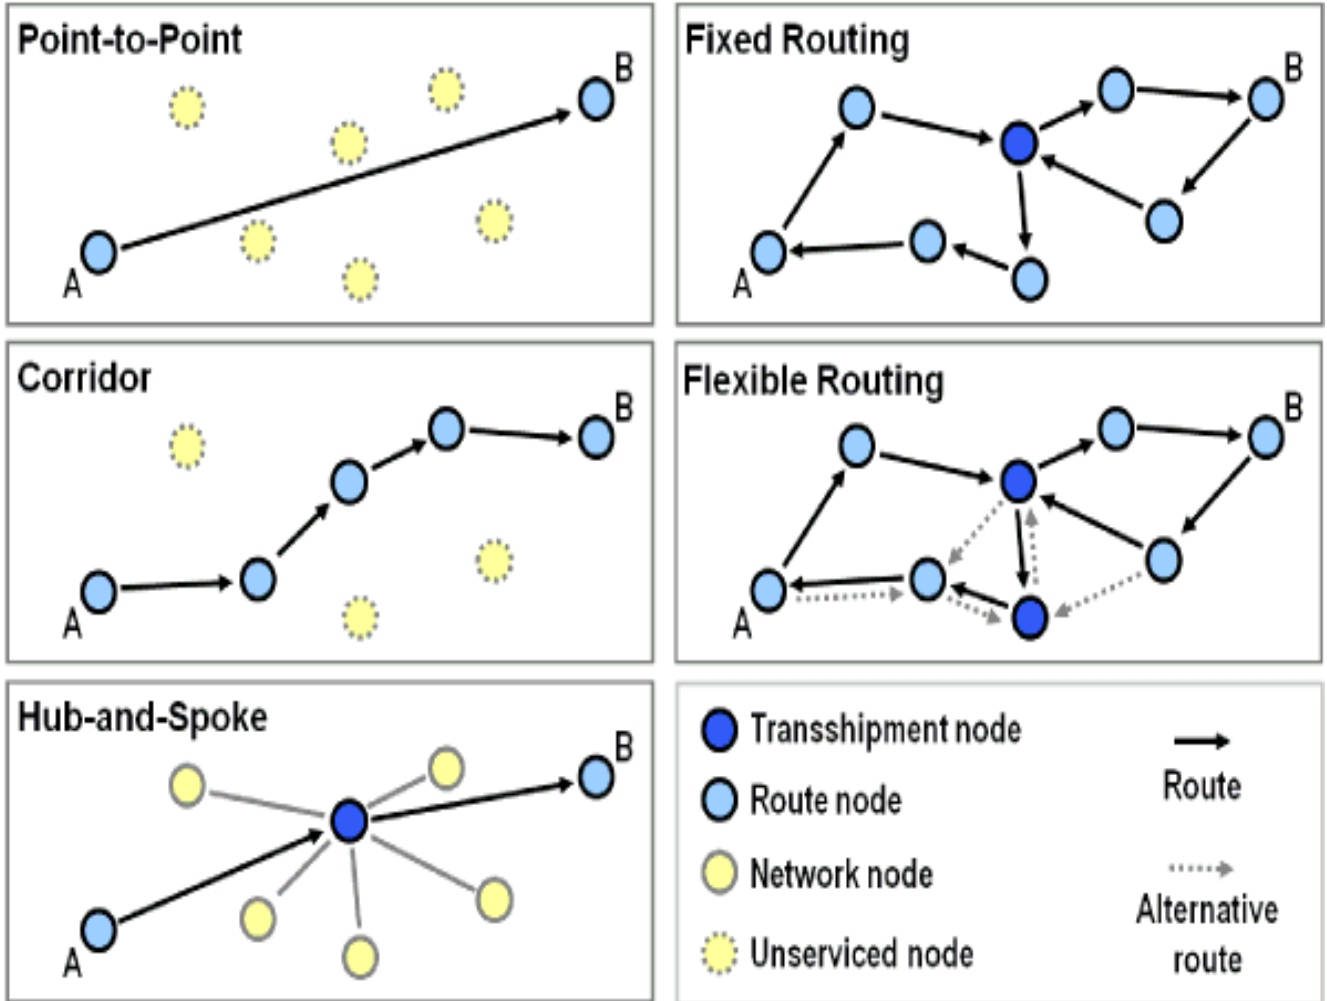 Point-to-Point
B
A
Fixed Routing
B
A
Corridor
B
A
Flexible Routing
B
A
Hub-and-Spoke
B
A
Transshipment node
Route node
Network node
Unserviced node
Route
Alternative
route